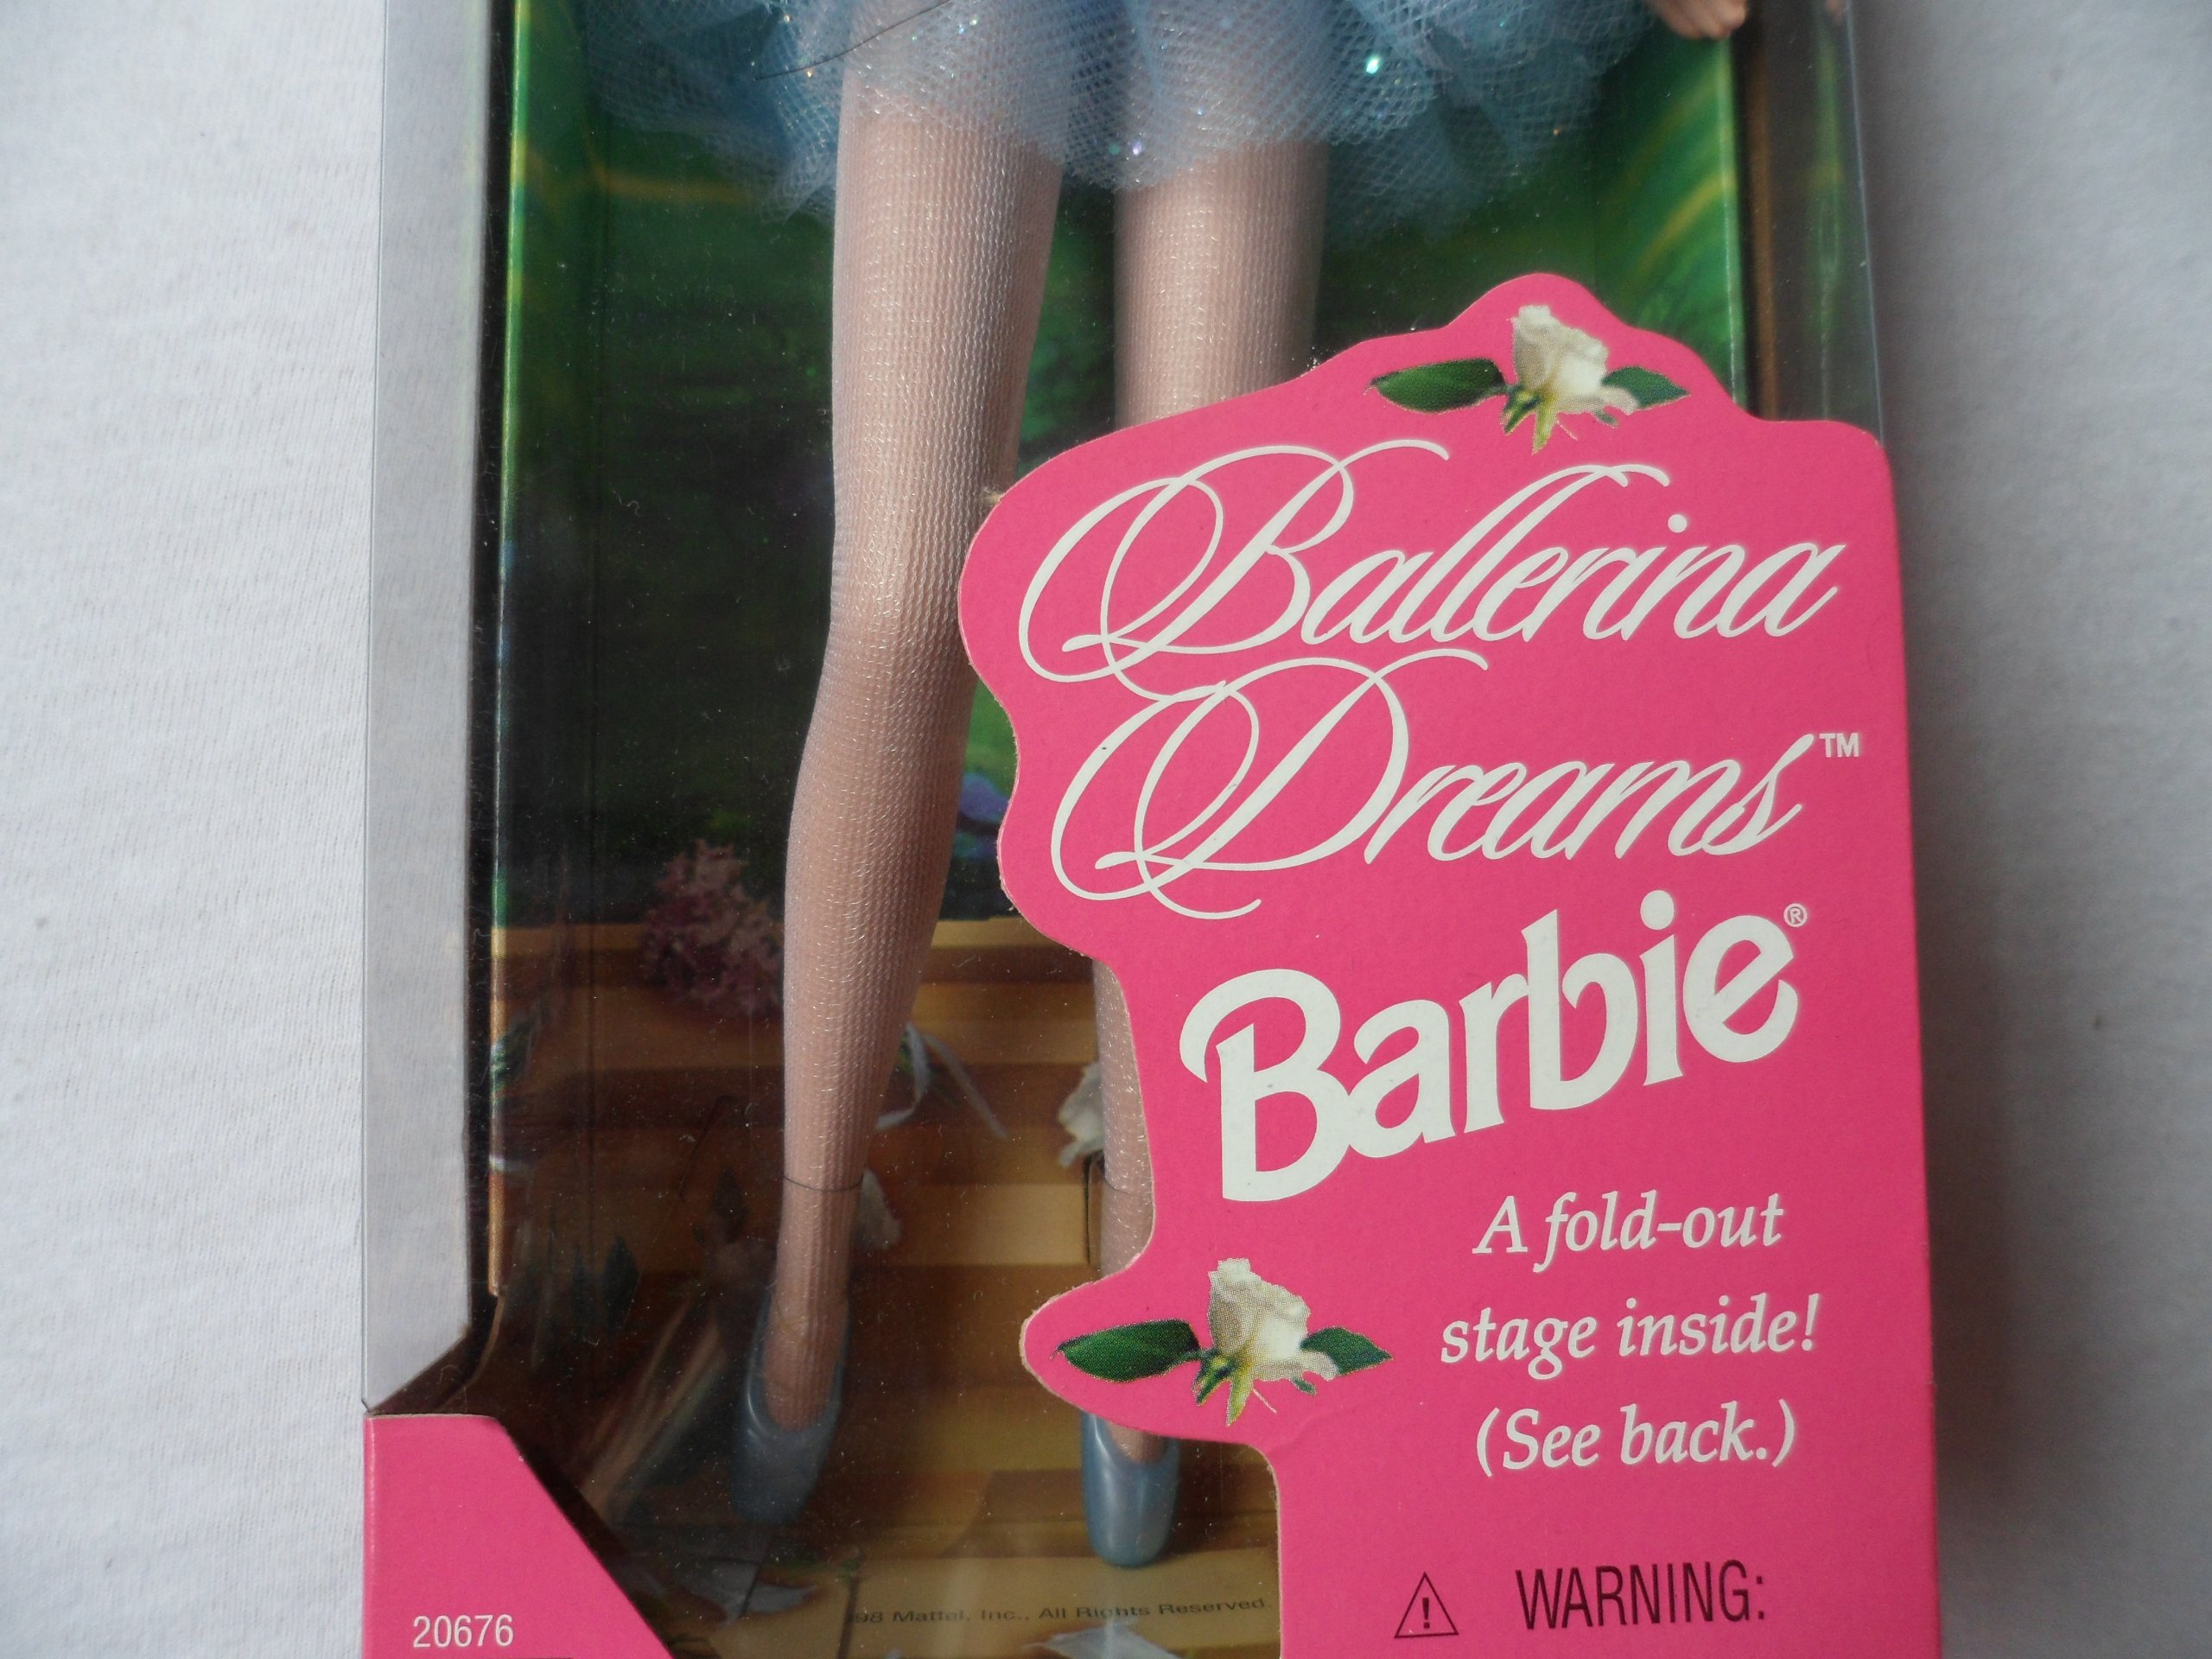 Ballerina
Dreams™
Barbie®
A fold-out
stage inside!
(See back.)
⚠ WARNING:
98 Mattel, Inc., All Rights Reserved.
20676